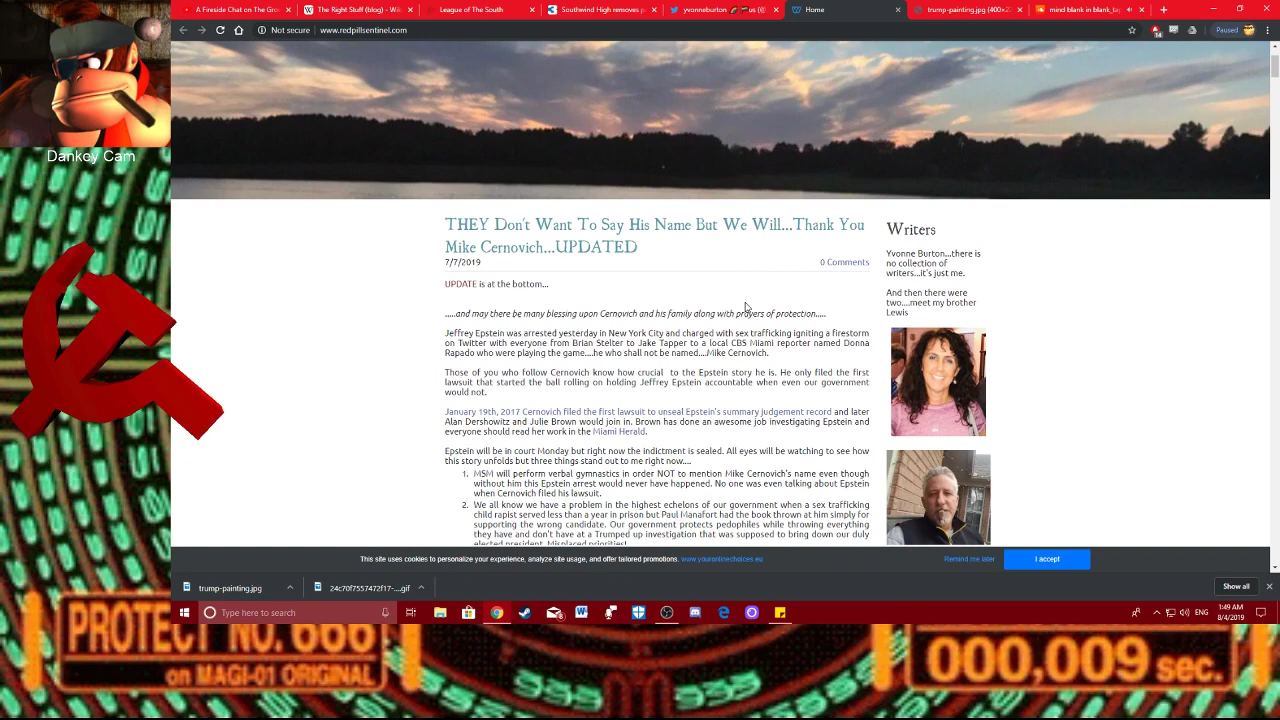 A Fireside Chat on The Gro
The Right Stuff (blog) - Wiki
League of The South
Southwind High removes p
yvonneburton
us (@
Home
trump-painting.jpg (400×2
mind blank in blank_ta
Not secure | www.redpillsentinel.com
14
Paused
Dankey Cam
THEY Don't Want To Say His Name But We Will...Thank You
Mike Cernovich...UPDATED
7/7/2019
0 Comments
UPDATE is at the bottom...
.....and may there be many blessing upon Cernovich and his family along with prayers of protection.....
Jeffrey Epstein was arrested yesterday in New York City and charged with sex trafficking igniting a firestorm
on Twitter with everyone from Brian Stelter to Jake Tapper to a local CBS Miami reporter named Donna
Rapado who were playing the game....he who shall not be named....Mike Cernovich.
Those of you who follow Cernovich know how crucial to the Epstein story he is. He only filed the first
lawsuit that started the ball rolling on holding Jeffrey Epstein accountable when even our government
would not.
January 19th, 2017 Cernovich filed the first lawsuit to unseal Epstein's summary judgement record and later
Alan Dershowitz and Julie Brown would join in. Brown has done an awesome job investigating Epstein and
everyone should read her work in the Miami Herald.
Epstein will be in court Monday but right now the indictment is sealed. All eyes will be watching to see how
this story unfolds but three things stand out to me right now....
1. MSM will perform verbal gymnastics in order NOT to mention Mike Cernovich's name even though
without him this Epstein arrest would never have happened. No one was even talking about Epstein
when Cernovich filed his lawsuit.
2. We all know we have a problem in the highest echelons of our government when a sex trafficking
child rapist served less than a year in prison but Paul Manafort had the book thrown at him simply for
supporting the wrong candidate. Our government protects pedophiles while throwing everything
they have and don't have at a Trumped up investigation that was supposed to bring down our duly
elected president. Misplaced priorities!
Writers
Yvonne Burton...there is
no collection of
writers...it's just me.
And then there were
two....meet my brother
Lewis
This site uses cookies to personalize your experience, analyze site usage, and offer tailored promotions. www.youronlinechoices.eu
Remind me later
I accept
trump-painting.jpg
24c70f7557472f17-....gif
Show all
Type here to search
ENG
1:49 AM
8/4/2019
PROTECT NO. 666
on MAGI-01 ORIGINAL
000,009 sec.